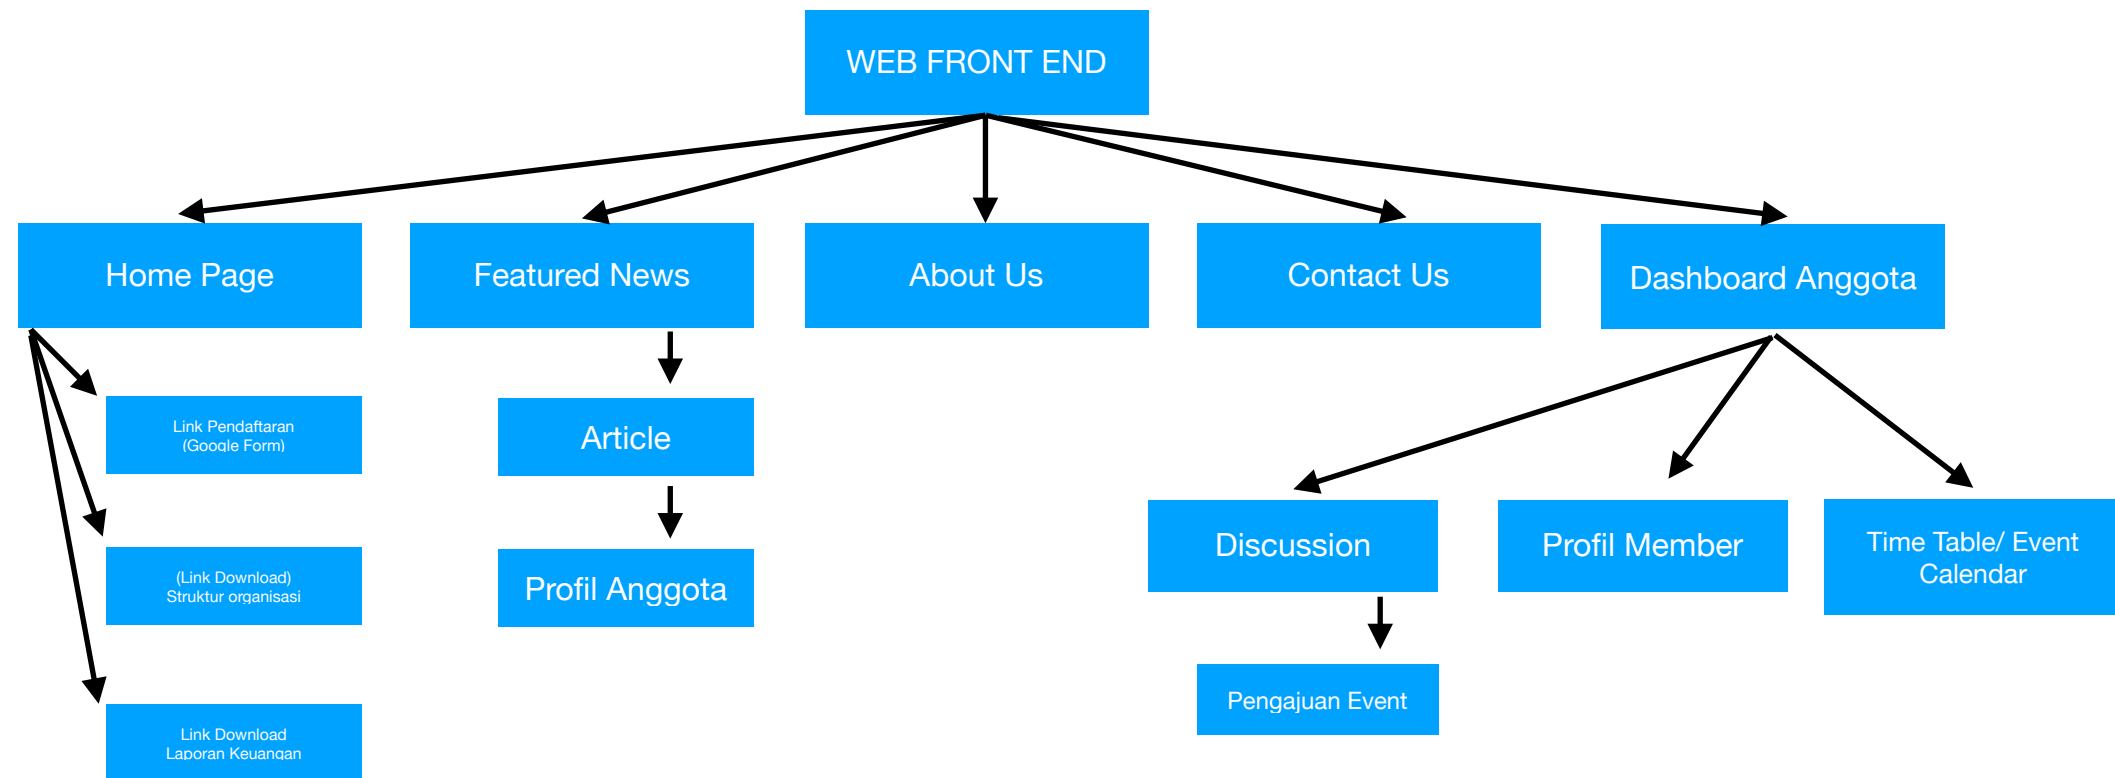 WEB FRONT END
Home Page
Featured News
About Us
Contact Us
Dashboard Anggota
Link Pendaftaran
(Google Form)
Article
(Link Download)
Struktur organisasi
Profil Anggota
Discussion
Profil Member
Time Table/ Event
Calendar
Link Download
Laporan Keuangan
Pengajuan Event